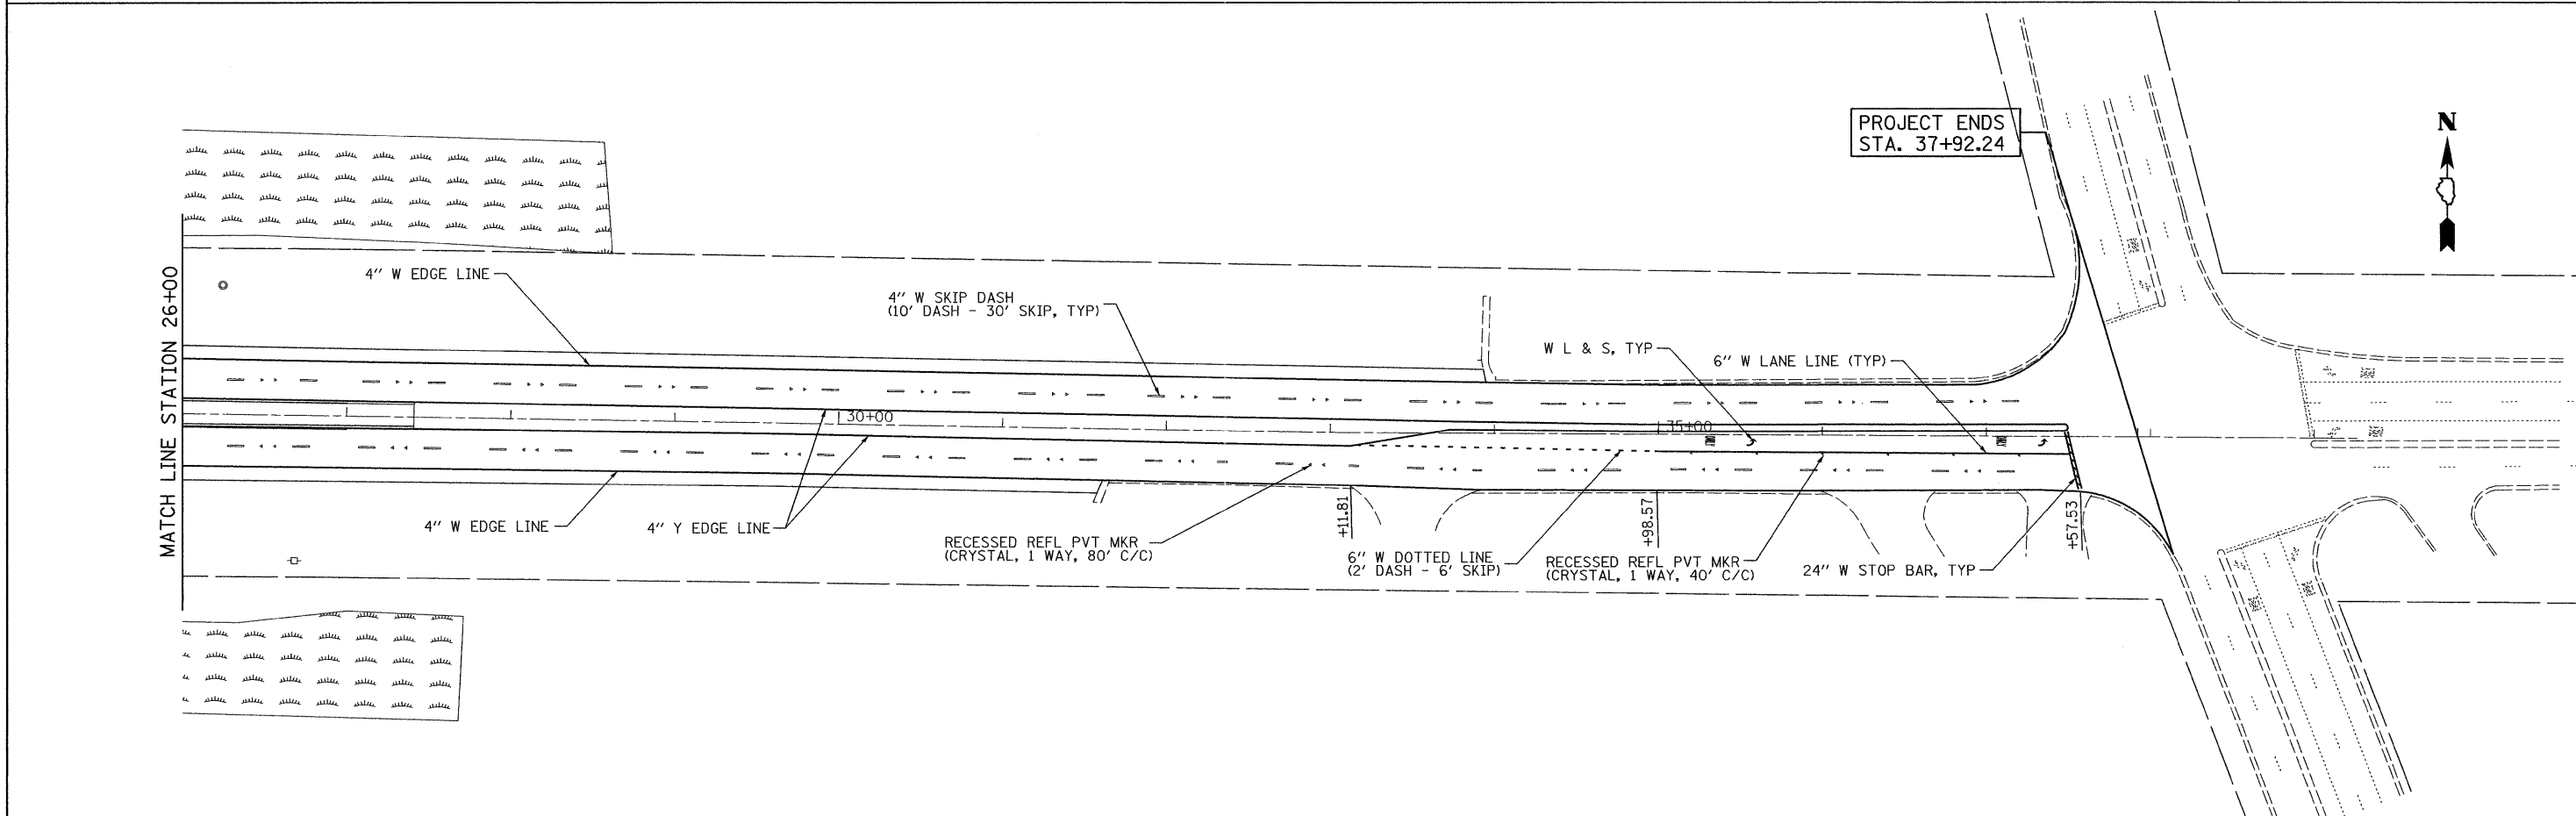 PROJECT ENDS
STA. 37+92.24
N
MATCH LINE STATION 26+00
4" W EDGE LINE
4" W SKIP DASH
(10' DASH - 30' SKIP, TYP)
W L & S, TYP
6" W LANE LINE (TYP)
30+00
35+00
4" W EDGE LINE
4" Y EDGE LINE
RECESSED REFL PVT MKR
(CRYSTAL, 1 WAY, 80' C/C)
+11.81
6" W DOTTED LINE
(2' DASH - 6' SKIP)
+98.57
RECESSED REFL PVT MKR
(CRYSTAL, 1 WAY, 40' C/C)
24" W STOP BAR, TYP
+57.53